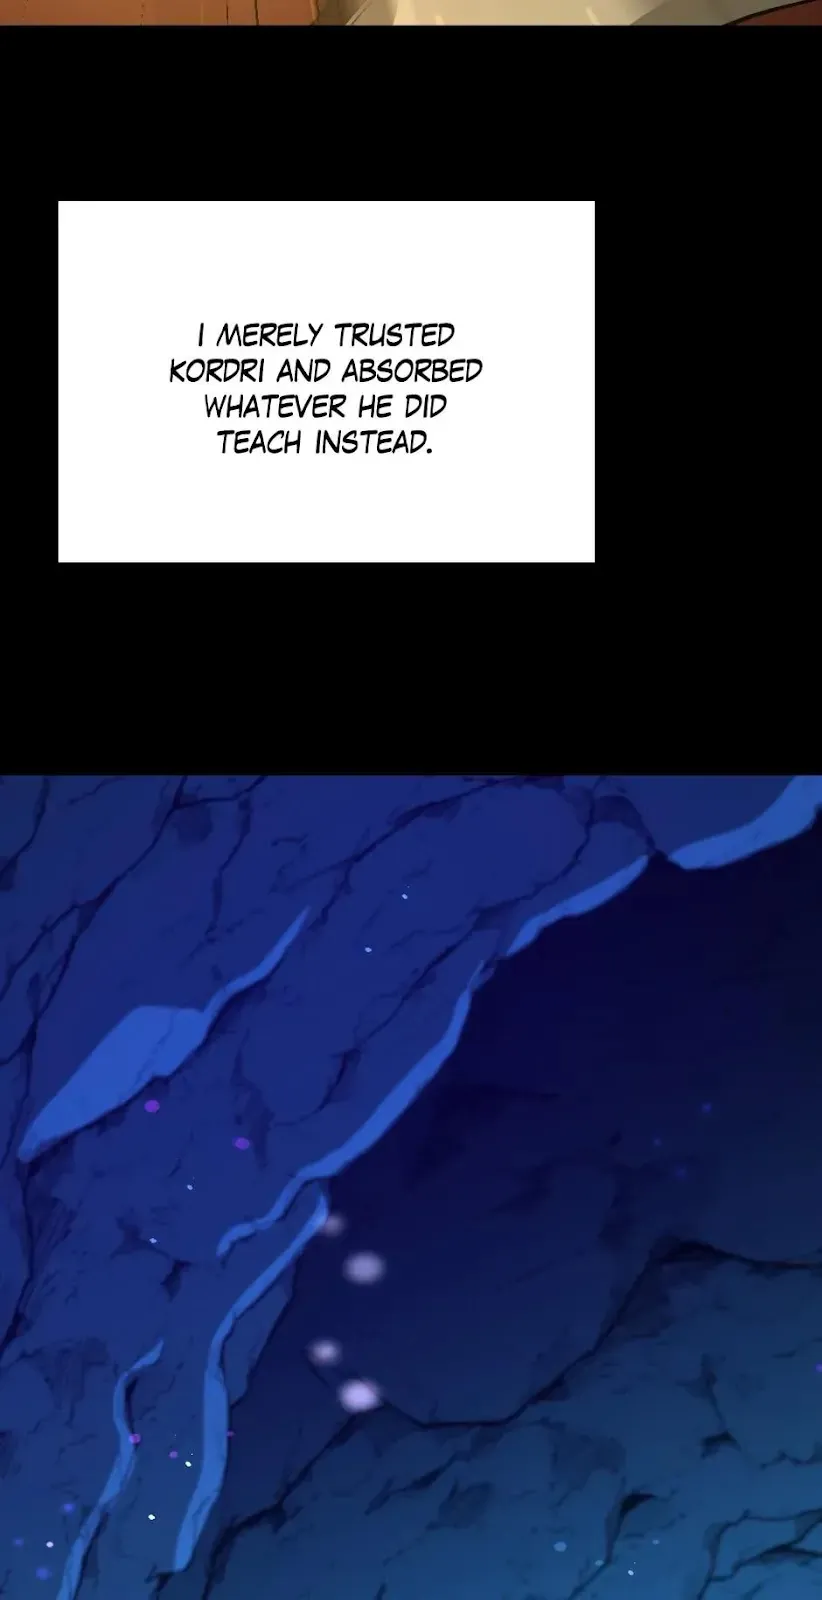 I MERELY TRUSTED
KORDRI AND ABSORBED
WHATEVER HE DID
TEACH INSTEAD.